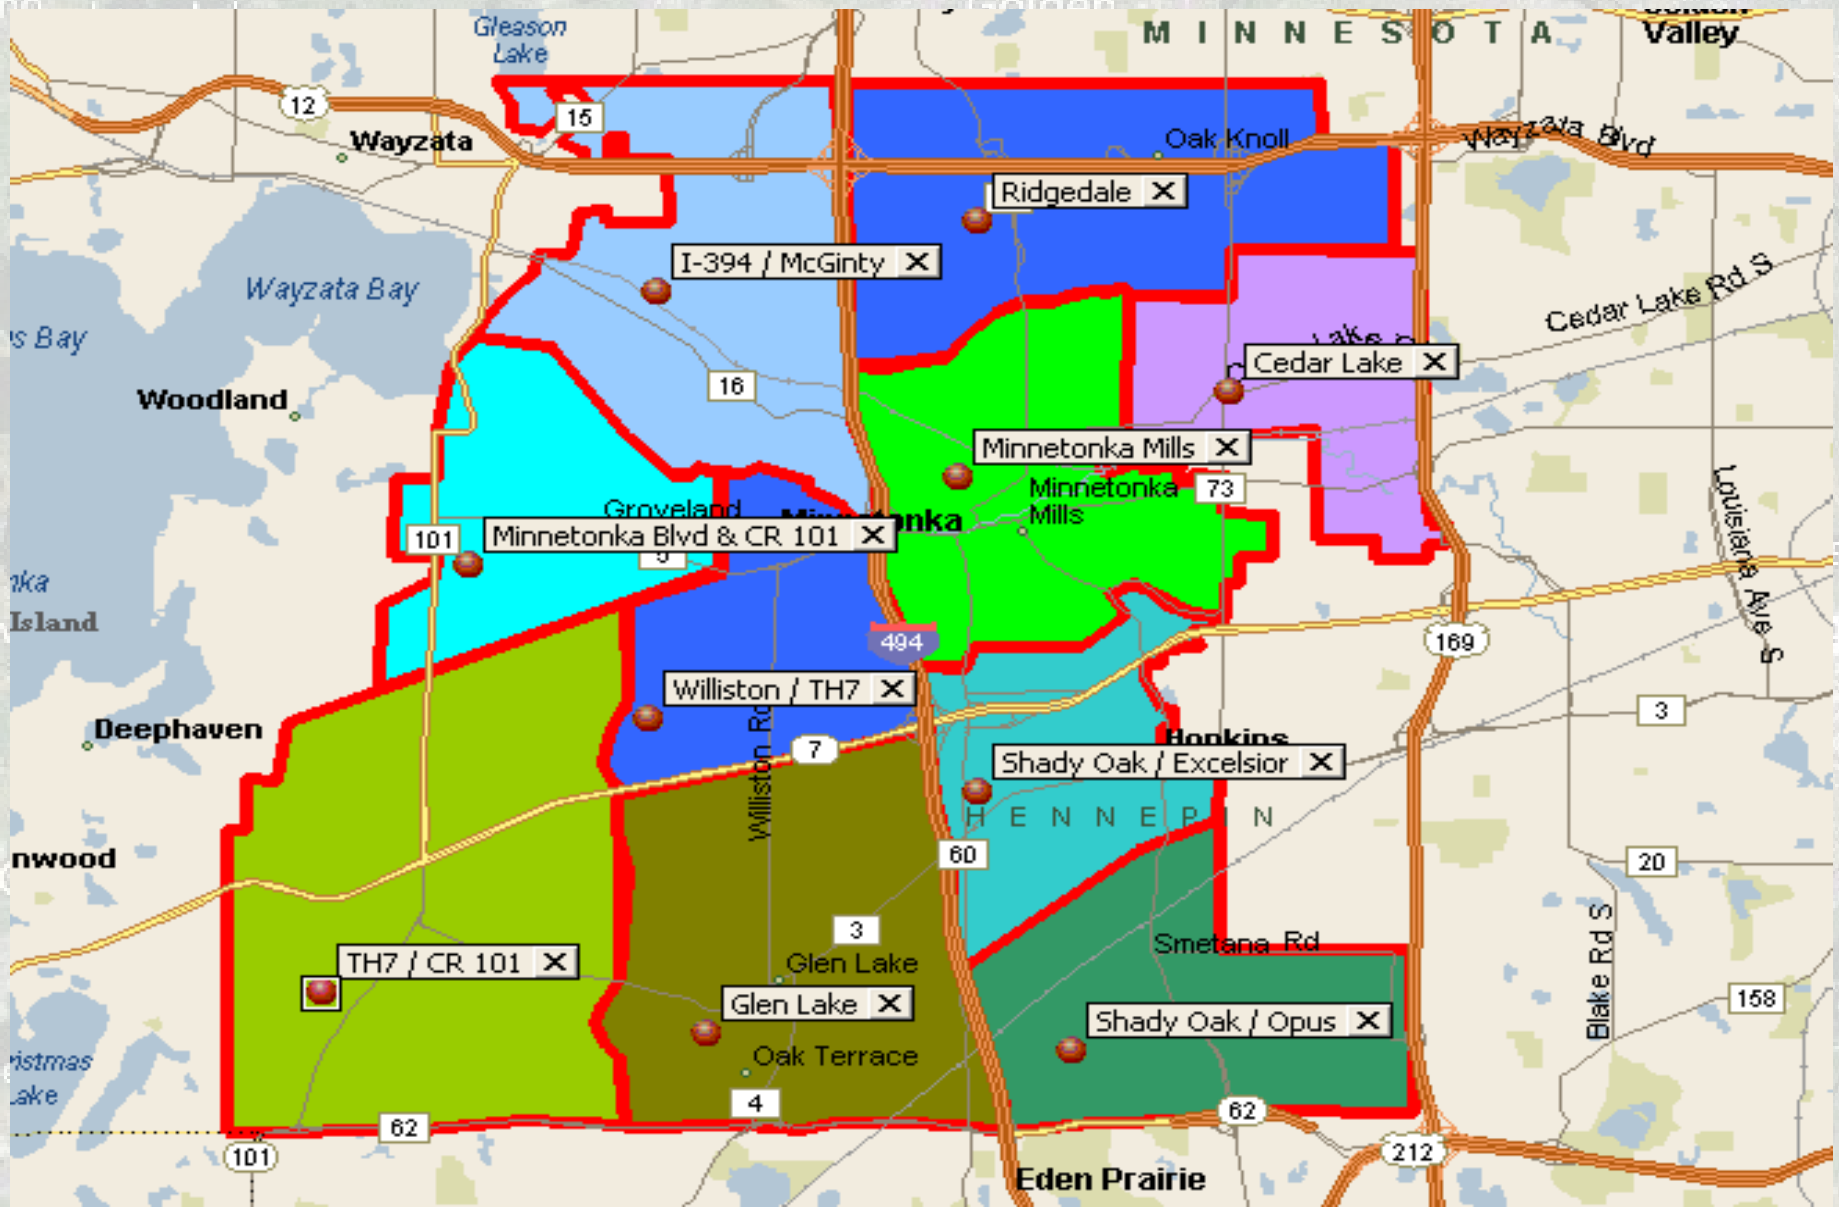 Gleason
Lake
MINNESOTA
Valley
12
15
Wayzata
Oak Knoll
Wayzata Blvd
Ridgedale
I-394 / McGinty
Wayzata Bay
s Bay
Cedar Lake Rd S
Cedar Lake
16
Woodland
Minnetonka Mills
73
Minnetonka
Mills
Groveland
Minnetonka Blvd & CR 101
101
5
Louisiana Ave S
nka
Island
494
169
Williston / TH7
Williston Rd
7
3
Deephaven
Hopkins
Shady Oak / Excelsior
HENNEPIN
nwood
60
20
3
Smetana Rd
Blake Rd S
TH7 / CR 101
Glen Lake
Glen Lake
158
Shady Oak / Opus
Oak Terrace
ristmas
ake
4
62
62
101
212
Eden Prairie